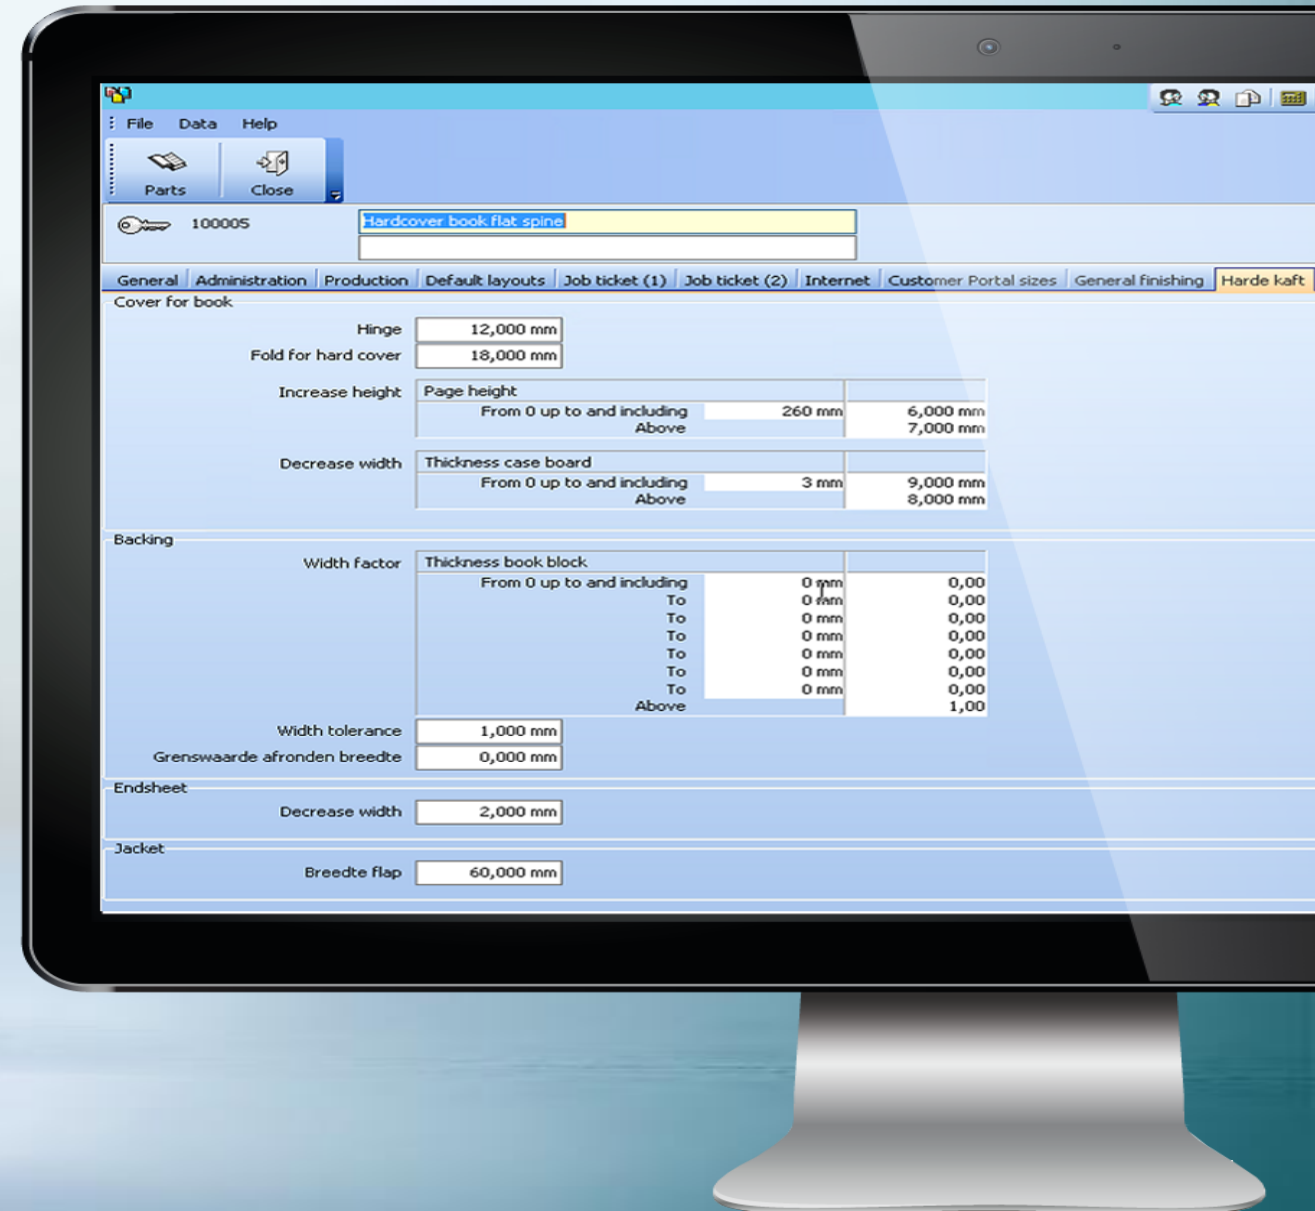 File Data Help
Parts Close
100005 Hardcover book flat spine
General Administration Production Default layouts Job ticket (1) Job ticket (2) Internet Customer Portal sizes General finishing Harde kaft
Cover for book
Hinge 12,000 mm
Fold for hard cover 18,000 mm
Increase height Page height
From 0 up to and including 260 mm 6,000 mm
Above 7,000 mm
Decrease width Thickness case board
From 0 up to and including 3 mm 9,000 mm
Above 8,000 mm
Backing
Width factor Thickness book block
From 0 up to and including 0 mm 0,00
To 0 mm 0,00
To 0 mm 0,00
To 0 mm 0,00
To 0 mm 0,00
To 0 mm 0,00
To 0 mm 0,00
Above 1,00
Width tolerance 1,000 mm
Grenswaarde afronden breedte 0,000 mm
Endsheet
Decrease width 2,000 mm
Jacket
Breedte flap 60,000 mm